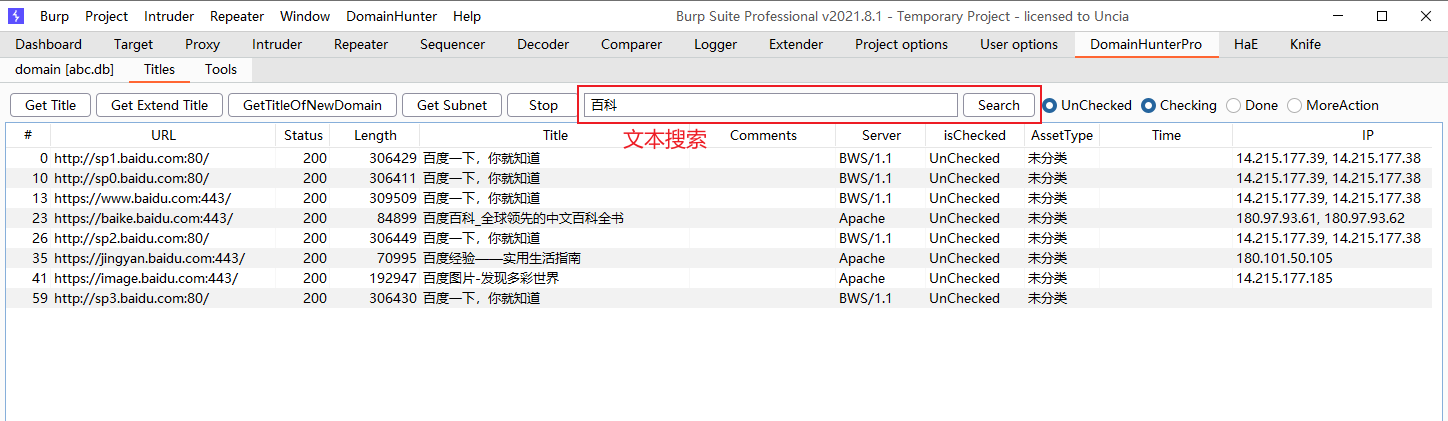 Burp Project Intruder Repeater Window DomainHunter Help Burp Suite Professional v2021.8.1 - Temporary Project - licensed to Uncia
Dashboard Target Proxy Intruder Repeater Sequencer Decoder Comparer Logger Extender Project options User options DomainHunterPro HaE Knife
domain [abc.db] Titles Tools
Get Title Get Extend Title GetTitleOfNewDomain Get Subnet Stop 百科 Search UnChecked Checking Done MoreAction
文本搜索
# URL Status Length Title Comments Server isChecked AssetType Time IP
0 http://sp1.baidu.com:80/ 200 306429 百度一下，你就知道 BWS/1.1 UnChecked 未分类 14.215.177.39, 14.215.177.38
10 http://sp0.baidu.com:80/ 200 306411 百度一下，你就知道 BWS/1.1 UnChecked 未分类 14.215.177.39, 14.215.177.38
13 https://www.baidu.com:443/ 200 309509 百度一下，你就知道 BWS/1.1 UnChecked 未分类 14.215.177.39, 14.215.177.38
23 https://baike.baidu.com:443/ 200 84899 百度百科_全球领先的中文百科全书 Apache UnChecked 未分类 180.97.93.61, 180.97.93.62
26 http://sp2.baidu.com:80/ 200 306449 百度一下，你就知道 BWS/1.1 UnChecked 未分类 14.215.177.39, 14.215.177.38
35 https://jingyan.baidu.com:443/ 200 70995 百度经验——实用生活指南 Apache UnChecked 未分类 180.101.50.105
41 https://image.baidu.com:443/ 200 192947 百度图片-发现多彩世界 Apache UnChecked 未分类 14.215.177.185
59 http://sp3.baidu.com:80/ 200 306430 百度一下，你就知道 BWS/1.1 UnChecked 未分类